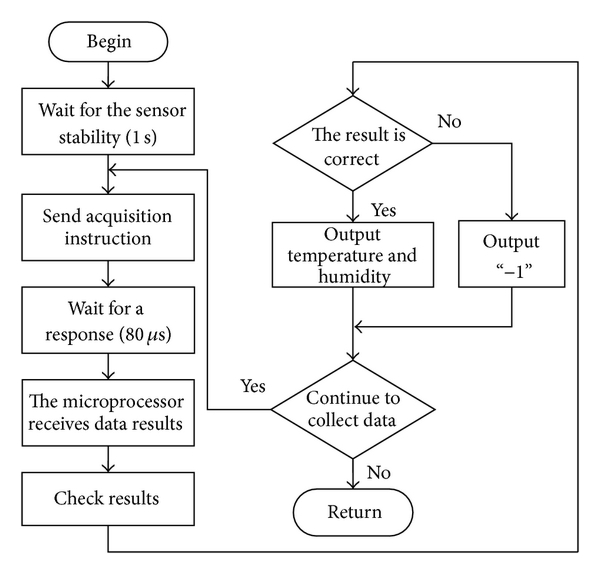 Begin
Wait for the sensor
stability (1 s)
Send acquisition
instruction
Wait for a
response (80 μs)
The microprocessor
receives data results
Check results
The result is
correct
No
Yes
Output
temperature and
humidity
Output
“−1”
Continue to
collect data
Yes
No
Return